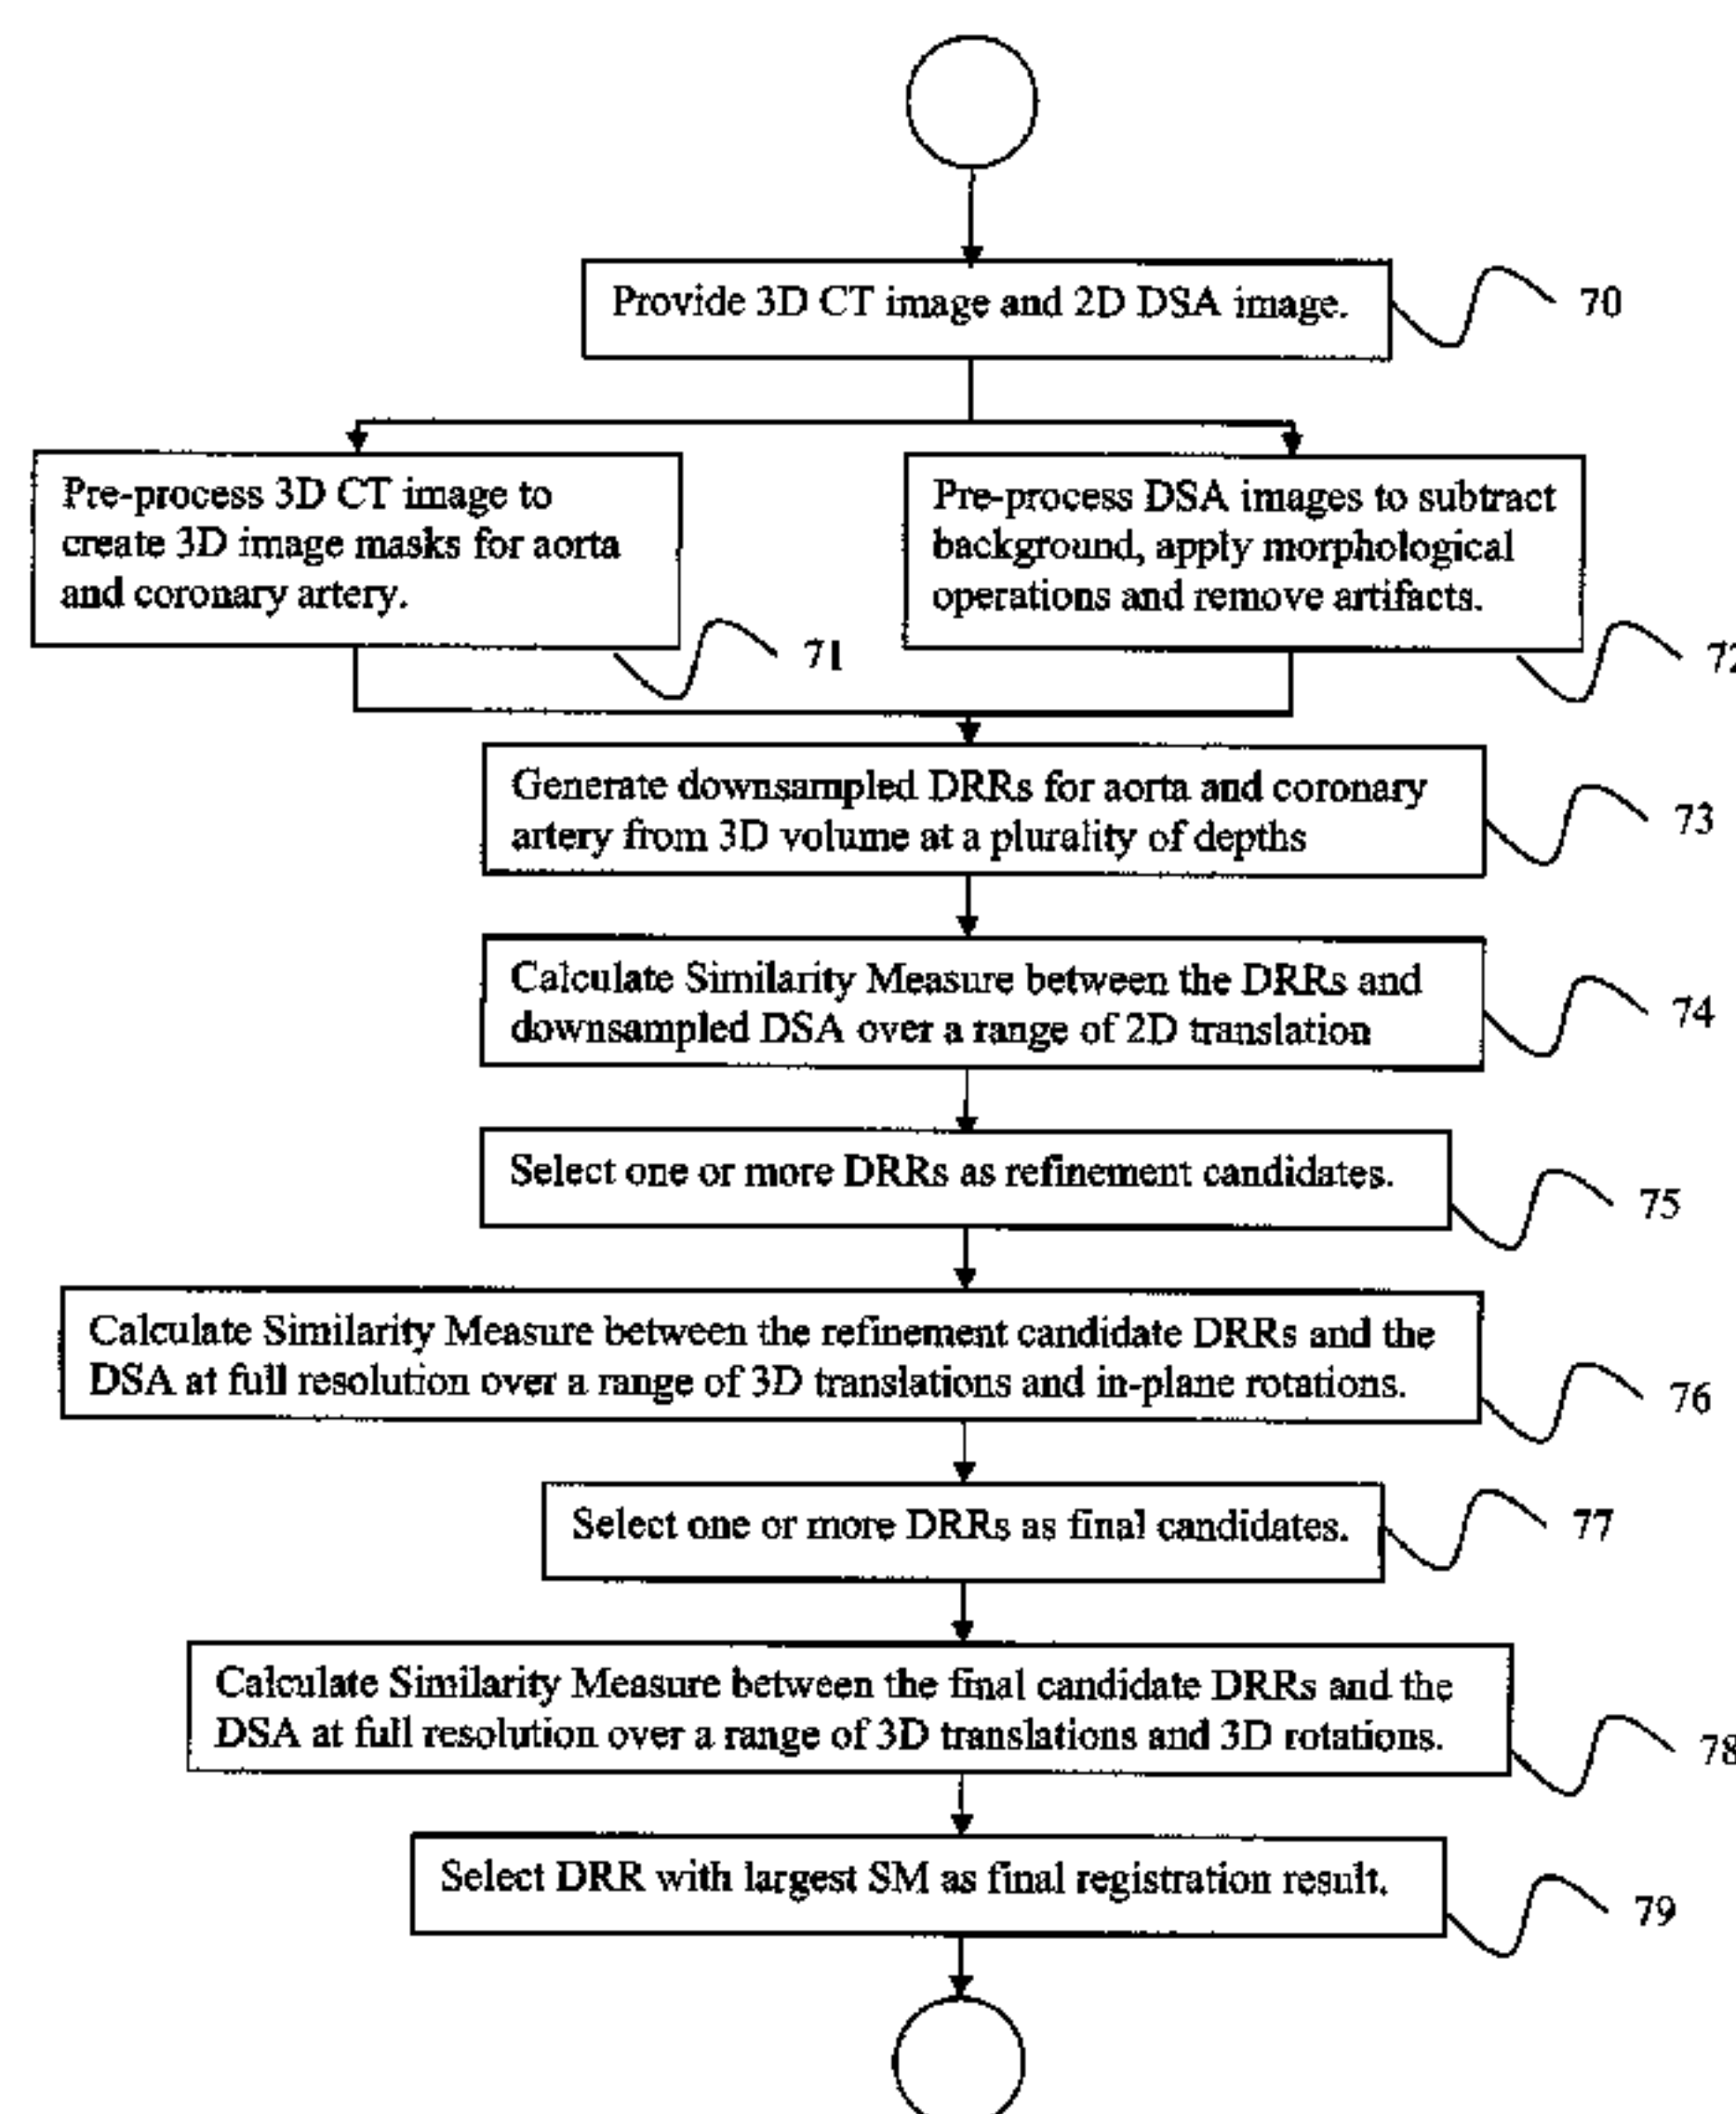 Provide 3D CT image and 2D DSA image.
70
Pre-process 3D CT image to
create 3D image masks for aorta
and coronary artery.
71
Pre-process DSA images to subtract
background, apply morphological
operations and remove artifacts.
72
Generate downsampled DRRs for aorta and coronary
artery from 3D volume at a plurality of depths
73
Calculate Similarity Measure between the DRRs and
downsampled DSA over a range of 2D translation
74
Select one or more DRRs as refinement candidates.
75
Calculate Similarity Measure between the refinement candidate DRRs and the
DSA at full resolution over a range of 3D translations and in-plane rotations.
76
Select one or more DRRs as final candidates.
77
Calculate Similarity Measure between the final candidate DRRs and the
DSA at full resolution over a range of 3D translations and 3D rotations.
78
Select DRR with largest SM as final registration result.
79